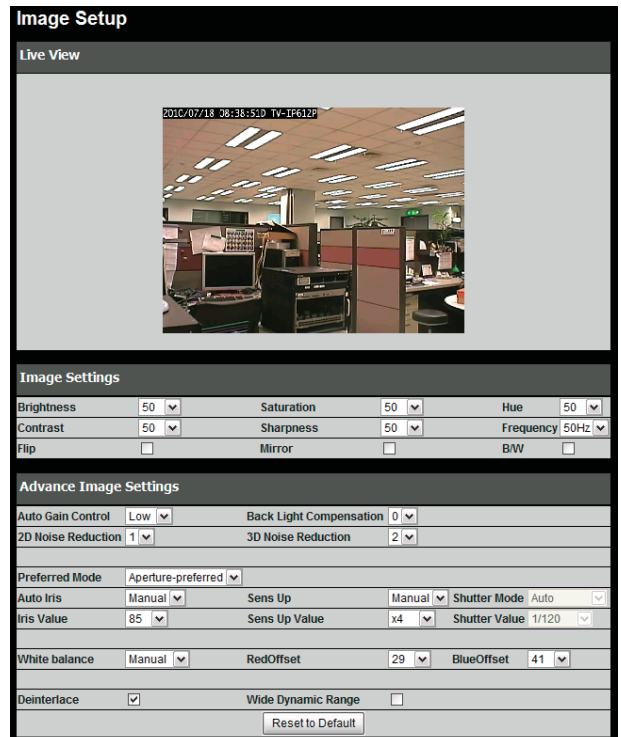 Image Setup
Live View
2010/07/18 08:38:51D TV-IP612P
Image Settings
Brightness 50 Saturation 50 Hue 50
Contrast 50 Sharpness 50 Frequency 50Hz
Flip Mirror B/W
Advance Image Settings
Auto Gain Control Low Back Light Compensation 0
2D Noise Reduction 1 3D Noise Reduction 2
Preferred Mode Aperture-preferred
Auto Iris Manual Sens Up Manual Shutter Mode Auto
Iris Value 85 Sens Up Value x4 Shutter Value 1/120
White balance Manual RedOffset 29 BlueOffset 41
Deinterlace Wide Dynamic Range
Reset to Default